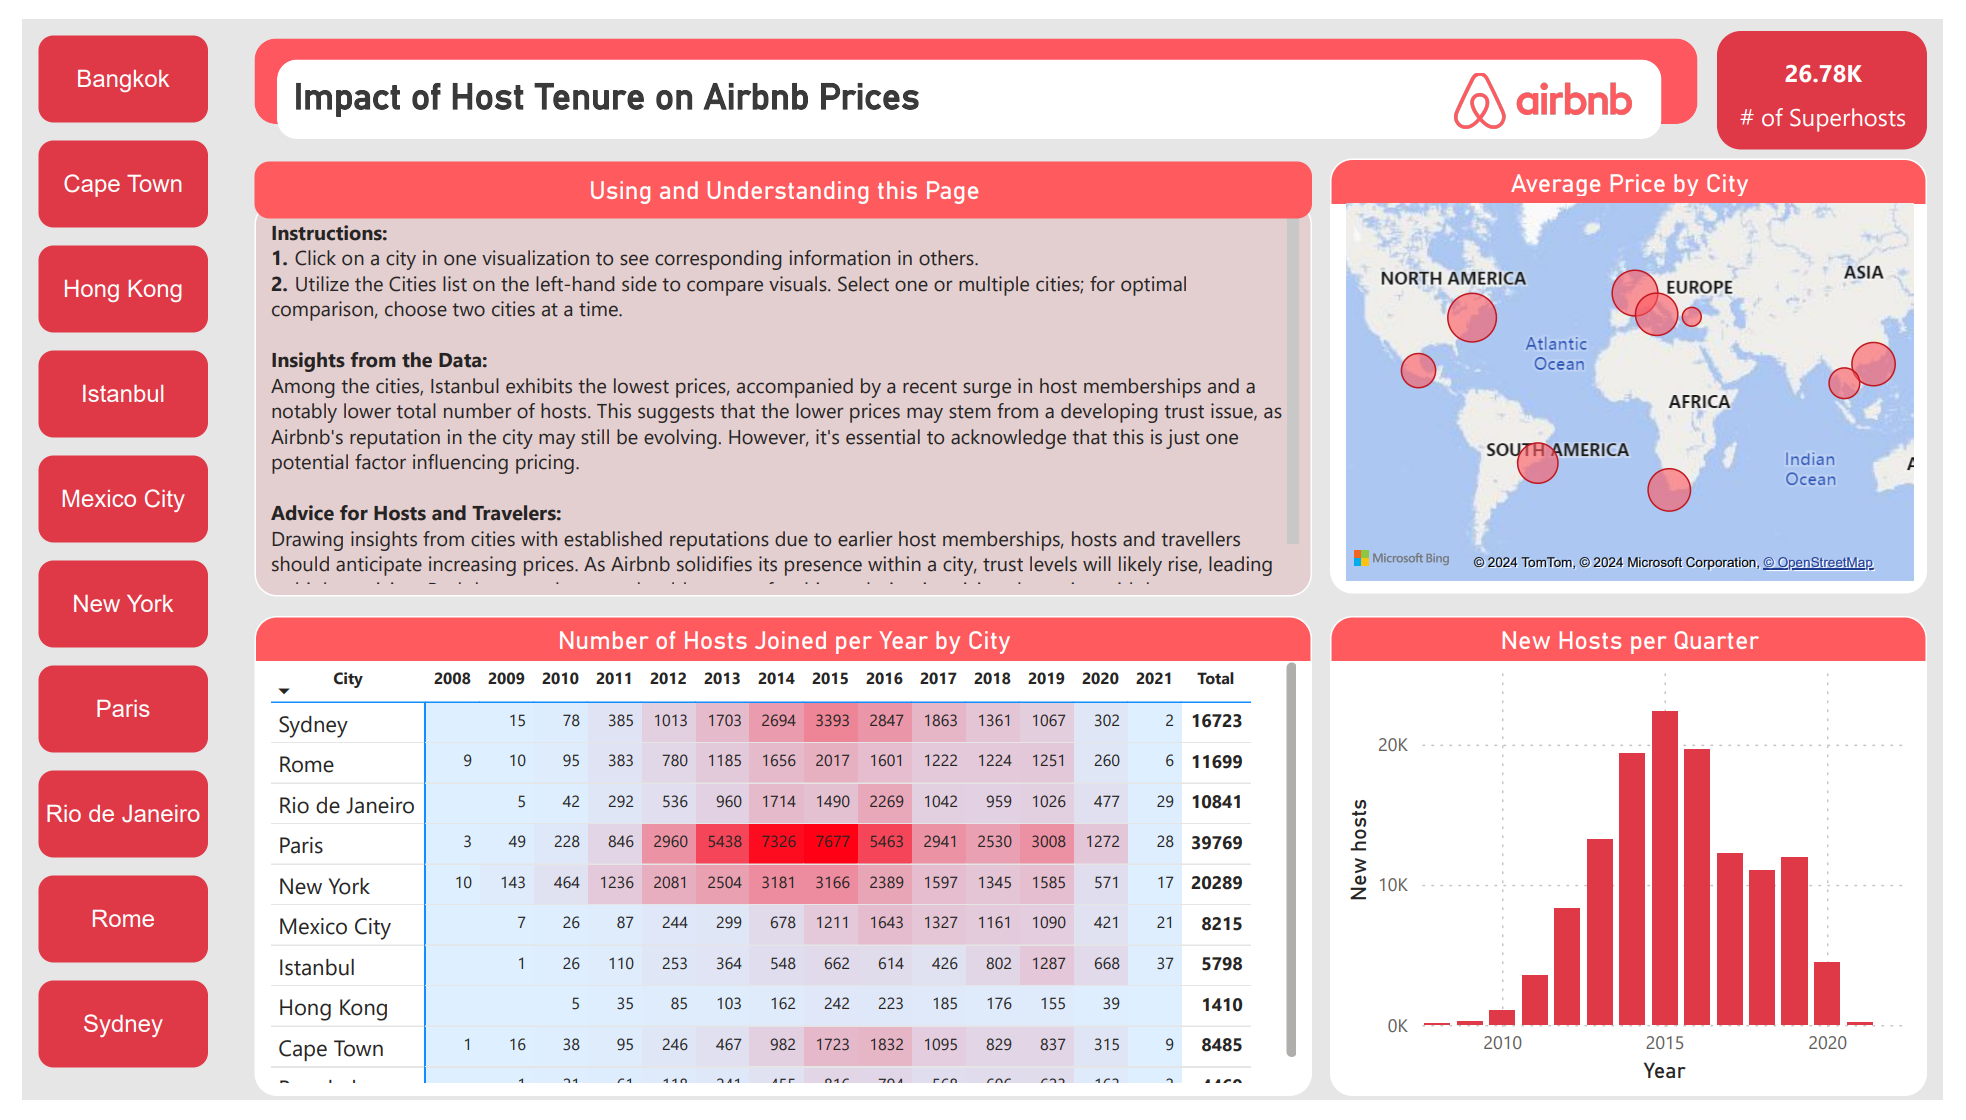 Bangkok
Cape Town
Hong Kong
Istanbul
Mexico City
New York
Paris
Rio de Janeiro
Rome
Sydney
Impact of Host Tenure on Airbnb Prices
airbnb
26.78K
# of Superhosts
Using and Understanding this Page
Instructions:
1. Click on a city in one visualization to see corresponding information in others.
2. Utilize the Cities list on the left-hand side to compare visuals. Select one or multiple cities; for optimal
comparison, choose two cities at a time.
Insights from the Data:
Among the cities, Istanbul exhibits the lowest prices, accompanied by a recent surge in host memberships and a
notably lower total number of hosts. This suggests that the lower prices may stem from a developing trust issue, as
Airbnb's reputation in the city may still be evolving. However, it's essential to acknowledge that this is just one
potential factor influencing pricing.
Advice for Hosts and Travelers:
Drawing insights from cities with established reputations due to earlier host memberships, hosts and travellers
should anticipate increasing prices. As Airbnb solidifies its presence within a city, trust levels will likely rise, leading
Average Price by City
NORTH AMERICA
EUROPE
ASIA
Atlantic
Ocean
AFRICA
SOUTH AMERICA
Indian
Ocean
A
Microsoft Bing
© 2024 TomTom, © 2024 Microsoft Corporation, © OpenStreetMap
Number of Hosts Joined per Year by City
City 2008 2009 2010 2011 2012 2013 2014 2015 2016 2017 2018 2019 2020 2021 Total
Sydney 15 78 385 1013 1703 2694 3393 2847 1863 1361 1067 302 2 16723
Rome 9 10 95 383 780 1185 1656 2017 1601 1222 1224 1251 260 6 11699
Rio de Janeiro 5 42 292 536 960 1714 1490 2269 1042 959 1026 477 29 10841
Paris 3 49 228 846 2960 5438 7326 7677 5463 2941 2530 3008 1272 28 39769
New York 10 143 464 1236 2081 2504 3181 3166 2389 1597 1345 1585 571 17 20289
Mexico City 7 26 87 244 299 678 1211 1643 1327 1161 1090 421 21 8215
Istanbul 1 26 110 253 364 548 662 614 426 802 1287 668 37 5798
Hong Kong 5 35 85 103 162 242 223 185 176 155 39 1410
Cape Town 1 16 38 95 246 467 982 1723 1832 1095 829 837 315 9 8485
New Hosts per Quarter
New hosts
20K
10K
0K
2010 2015 2020
Year